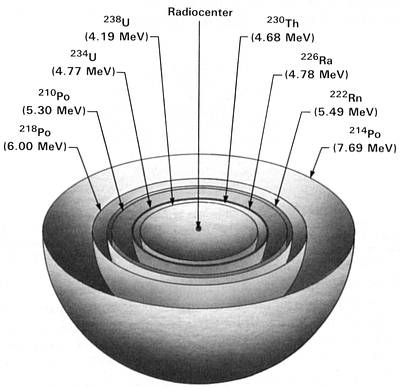 Radiocenter
²³⁸U
(4.19 MeV)
²³⁰Th
(4.68 MeV)
²³⁴U
(4.77 MeV)
²²⁶Ra
(4.78 MeV)
²¹⁰Po
(5.30 MeV)
²²²Rn
(5.49 MeV)
²¹⁸Po
(6.00 MeV)
²¹⁴Po
(7.69 MeV)